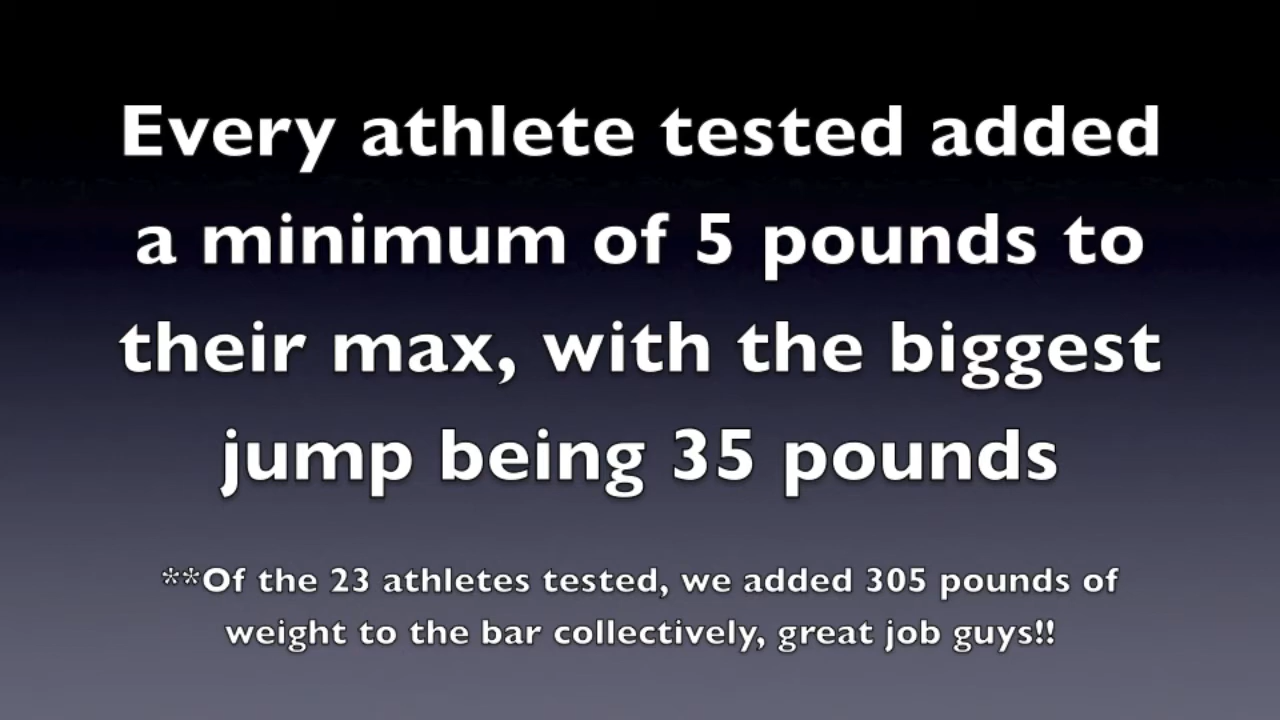 Every athlete tested added
a minimum of 5 pounds to
their max, with the biggest
jump being 35 pounds
**Of the 23 athletes tested, we added 305 pounds of
weight to the bar collectively, great job guys!!